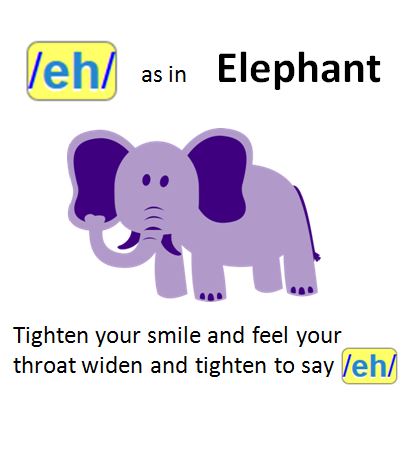 /eh/ as in Elephant
Tighten your smile and feel your
throat widen and tighten to say /eh/